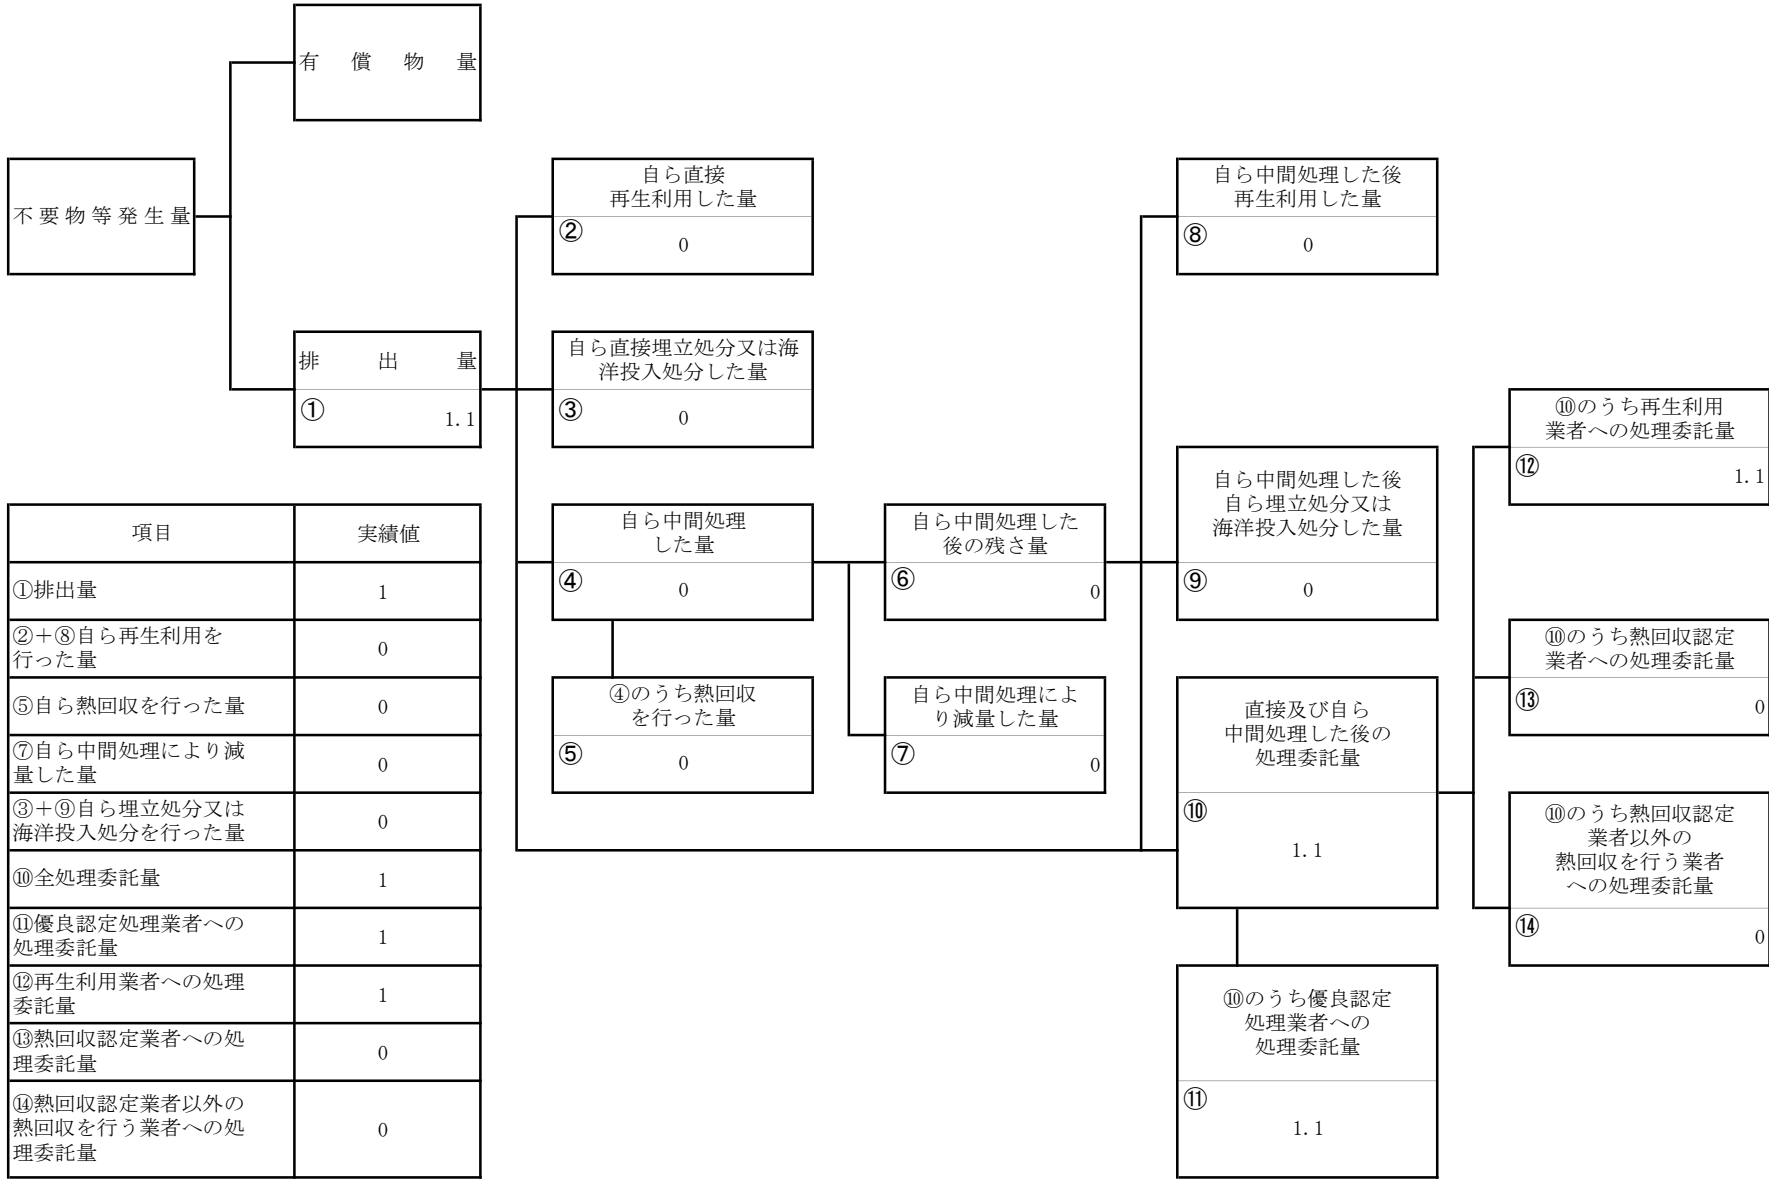 有償物量
不要物等発生量
自ら直接
再生利用した量
②
0
自ら中間処理した後
再生利用した量
⑧
0
排出量
①
1.1
自ら直接埋立処分又は海
洋投入処分した量
③
0
⑩のうち再生利用
業者への処理委託量
⑫
1.1
自ら中間処理
した量
④
0
自ら中間処理した
後の残さ量
⑥
0
自ら中間処理した後
自ら埋立処分又は
海洋投入処分した量
⑨
0
⑩のうち熱回収認定
業者への処理委託量
⑬
0
④のうち熱回収
を行った量
⑤
0
自ら中間処理によ
り減量した量
⑦
0
直接及び自ら
中間処理した後の
処理委託量
⑩
1.1
⑩のうち熱回収認定
業者以外の
熱回収を行う業者
への処理委託量
⑭
0
⑩のうち優良認定
処理業者への
処理委託量
⑪
1.1
項目 実績値
①排出量 1
②+⑧自ら再生利用を
行った量 0
⑤自ら熱回収を行った量 0
⑦自ら中間処理により減
量した量 0
③+⑨自ら埋立処分又は
海洋投入処分を行った量 0
⑩全処理委託量 1
⑪優良認定処理業者への
処理委託量 1
⑫再生利用業者への処理
委託量 1
⑬熱回収認定業者への処
理委託量 0
⑭熱回収認定業者以外の
熱回収を行う業者への処
理委託量 0